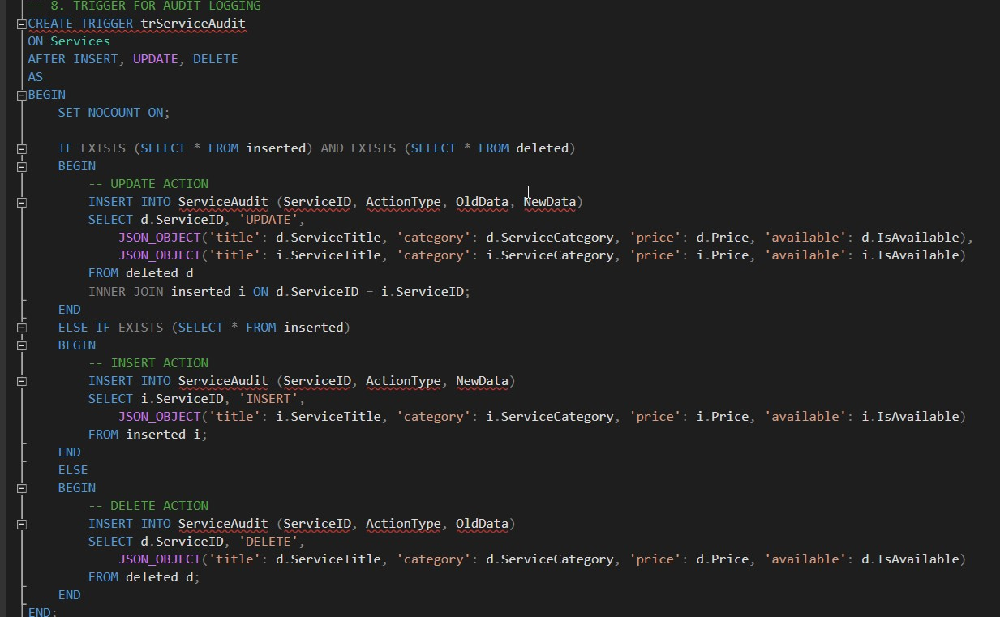 -- 8. TRIGGER FOR AUDIT LOGGING
CREATE TRIGGER trServiceAudit
ON Services
AFTER INSERT, UPDATE, DELETE
AS
BEGIN
    SET NOCOUNT ON;

    IF EXISTS (SELECT * FROM inserted) AND EXISTS (SELECT * FROM deleted)
    BEGIN
        -- UPDATE ACTION
        INSERT INTO ServiceAudit (ServiceID, ActionType, OldData, NewData)
        SELECT d.ServiceID, 'UPDATE',
            JSON_OBJECT('title': d.ServiceTitle, 'category': d.ServiceCategory, 'price': d.Price, 'available': d.IsAvailable),
            JSON_OBJECT('title': i.ServiceTitle, 'category': i.ServiceCategory, 'price': i.Price, 'available': i.IsAvailable)
        FROM deleted d
        INNER JOIN inserted i ON d.ServiceID = i.ServiceID;
    END
    ELSE IF EXISTS (SELECT * FROM inserted)
    BEGIN
        -- INSERT ACTION
        INSERT INTO ServiceAudit (ServiceID, ActionType, NewData)
        SELECT i.ServiceID, 'INSERT',
            JSON_OBJECT('title': i.ServiceTitle, 'category': i.ServiceCategory, 'price': i.Price, 'available': i.IsAvailable)
        FROM inserted i;
    END
    ELSE
    BEGIN
        -- DELETE ACTION
        INSERT INTO ServiceAudit (ServiceID, ActionType, OldData)
        SELECT d.ServiceID, 'DELETE',
            JSON_OBJECT('title': d.ServiceTitle, 'category': d.ServiceCategory, 'price': d.Price, 'available': d.IsAvailable)
        FROM deleted d;
    END
END;